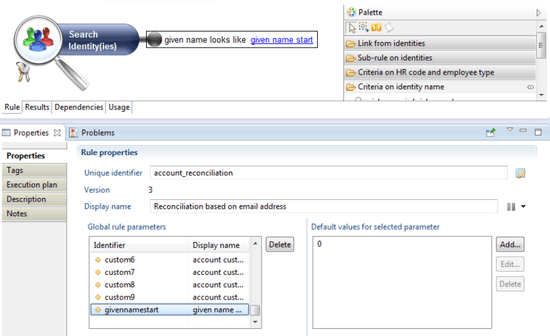 Palette
Search
Identity(ies)
given name looks like given name start
Link from identities
Sub-rule on identities
Criteria on HR code and employee type
Criteria on identity name
Rule Results Dependencies Usage
Properties Problems
Properties
Tags
Execution plan
Description
Notes
Rule properties
Unique identifier account_reconciliation
Version 3
Display name Reconciliation based on email address
Global rule parameters
Identifier Display name
custom6 account cust...
custom7 account cust...
custom8 account cust...
custom9 account cust...
givennamestart given name ...
Delete
Default values for selected parameter
0
Add...
Edit...
Delete